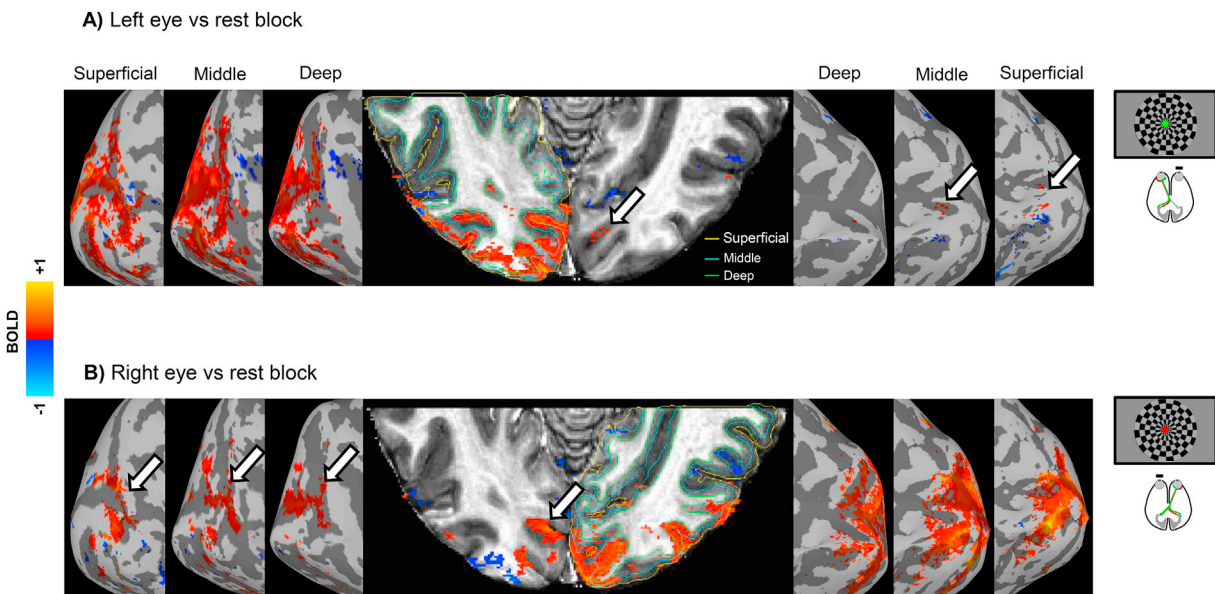 A) Left eye vs rest block
Superficial Middle Deep
Deep Middle Superficial
Superficial
Middle
Deep
+1
BOLD
-1
B) Right eye vs rest block